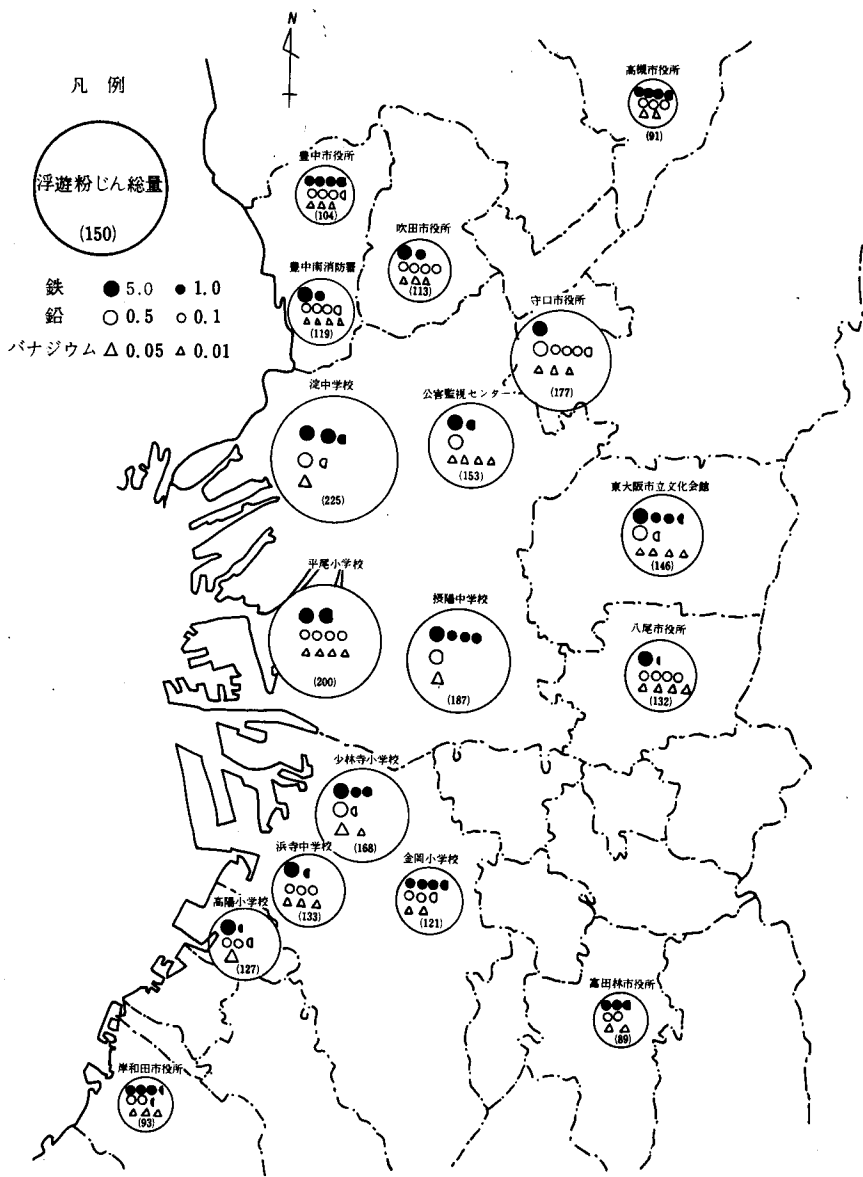 N
凡例
浮遊粉じん総量
(150)
鉄 ● 5.0 ● 1.0
鉛 ○ 0.5 ○ 0.1
バナジウム △ 0.05 △ 0.01
高槻市役所
(91)
豊中市役所
(104)
吹田市役所
(113)
豊中南消防署
(119)
守口市役所
(177)
淀中学校
(225)
公害監視センター
(153)
東大阪市立文化会館
(146)
平尾小学校
(200)
摂陽中学校
(187)
八尾市役所
(132)
少林寺小学校
(168)
浜寺中学校
(133)
金岡小学校
(121)
高陽小学校
(127)
富田林市役所
(89)
岸和田市役所
(93)